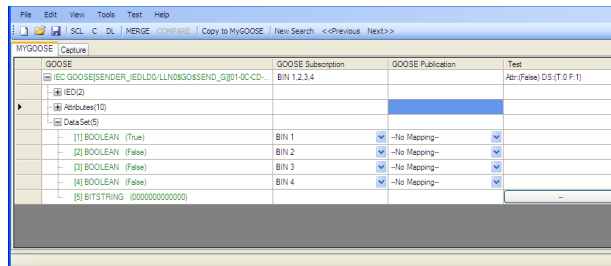 File Edit View Tools Test Help
SCL C DL MERGE COMPARE Copy to MyGOOSE New Search <<Previous Next>>
MYGOOSE Capture
GOOSE GOOSE Subscription GOOSE Publication Test
IEC GOOSE[SENDER_IEDLD0/LLN0$GO$SEND_G][01-0C-CD-... BIN 1,2,3,4 Attr:(False) DS:(T:0 F:1)
IED(2)
Attributes(10)
DataSet(5)
[1] BOOLEAN (True) BIN 1 --No Mapping--
[2] BOOLEAN (False) BIN 2 --No Mapping--
[3] BOOLEAN (False) BIN 3 --No Mapping--
[4] BOOLEAN (False) BIN 4 --No Mapping--
[5] BITSTRING (0000000000000) --